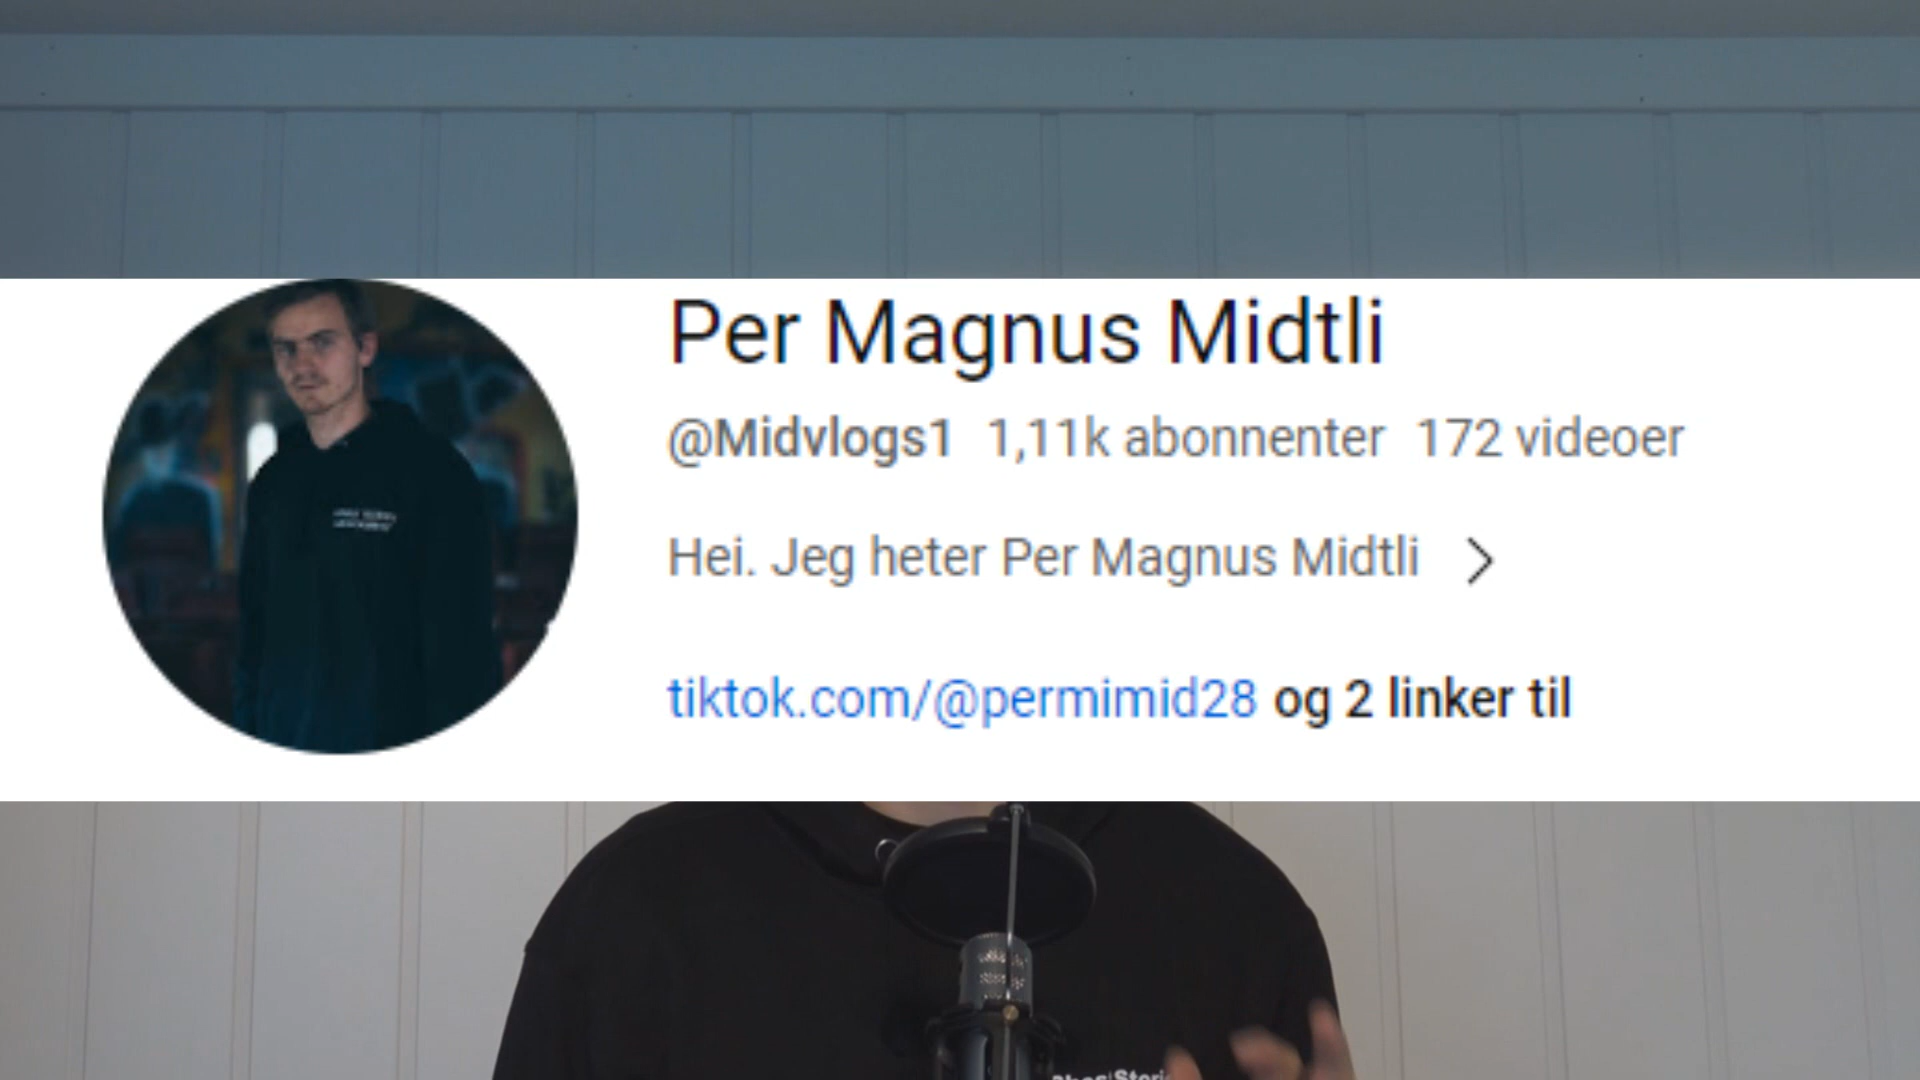 Per Magnus Midtli
@Midvlogs1 1,11k abonnenter 172 videoer
Hei. Jeg heter Per Magnus Midtli
tiktok.com/@permimid28 og 2 linker til